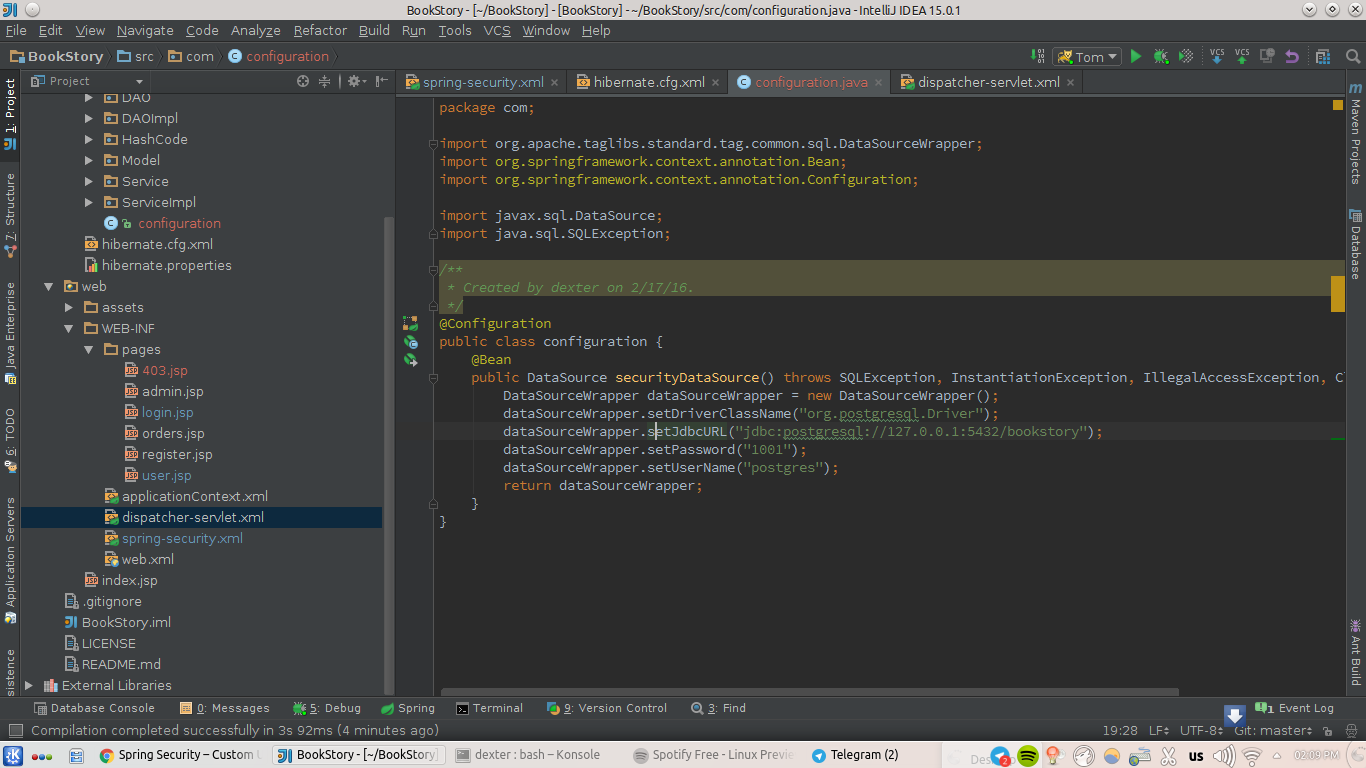 BookStory - [~/BookStory] - [BookStory] - ~/BookStory/src/com/configuration.java - IntelliJ IDEA 15.0.1
File Edit View Navigate Code Analyze Refactor Build Run Tools VCS Window Help
BookStory src com configuration Tom VCS VCS
1: Project
7: Structure
Java Enterprise
6: TODO
Application Servers
Project
DAO
DAOImpl
HashCode
Model
Service
ServiceImpl
configuration
hibernate.cfg.xml
hibernate.properties
web
assets
WEB-INF
pages
403.jsp
admin.jsp
login.jsp
orders.jsp
register.jsp
user.jsp
applicationContext.xml
dispatcher-servlet.xml
spring-security.xml
web.xml
index.jsp
.gitignore
BookStory.iml
LICENSE
README.md
External Libraries
spring-security.xml hibernate.cfg.xml configuration.java dispatcher-servlet.xml
package com;
import org.apache.taglibs.standard.tag.common.sql.DataSourceWrapper;
import org.springframework.context.annotation.Bean;
import org.springframework.context.annotation.Configuration;
import javax.sql.DataSource;
import java.sql.SQLException;
/**
* Created by dexter on 2/17/16.
*/
@Configuration
public class configuration {
@Bean
public DataSource securityDataSource() throws SQLException, InstantiationException, IllegalAccessException, Cl
DataSourceWrapper dataSourceWrapper = new DataSourceWrapper();
dataSourceWrapper.setDriverClassName("org.postgresql.Driver");
dataSourceWrapper.setJdbcURL("jdbc:postgresql://127.0.0.1:5432/bookstory");
dataSourceWrapper.setPassword("1001");
dataSourceWrapper.setUserName("postgres");
return dataSourceWrapper;
}
}
Maven Projects
Database
Ant Build
Database Console 0: Messages 5: Debug Spring Terminal 9: Version Control 3: Find 1 Event Log
Compilation completed successfully in 3s 92ms (4 minutes ago) 19:28 LF UTF-8 Git: master
Spring Security – Custom BookStory - [~/BookStory] dexter : bash – Konsole Spotify Free - Linux Previe Telegram (2) 2 us 02:09 PM